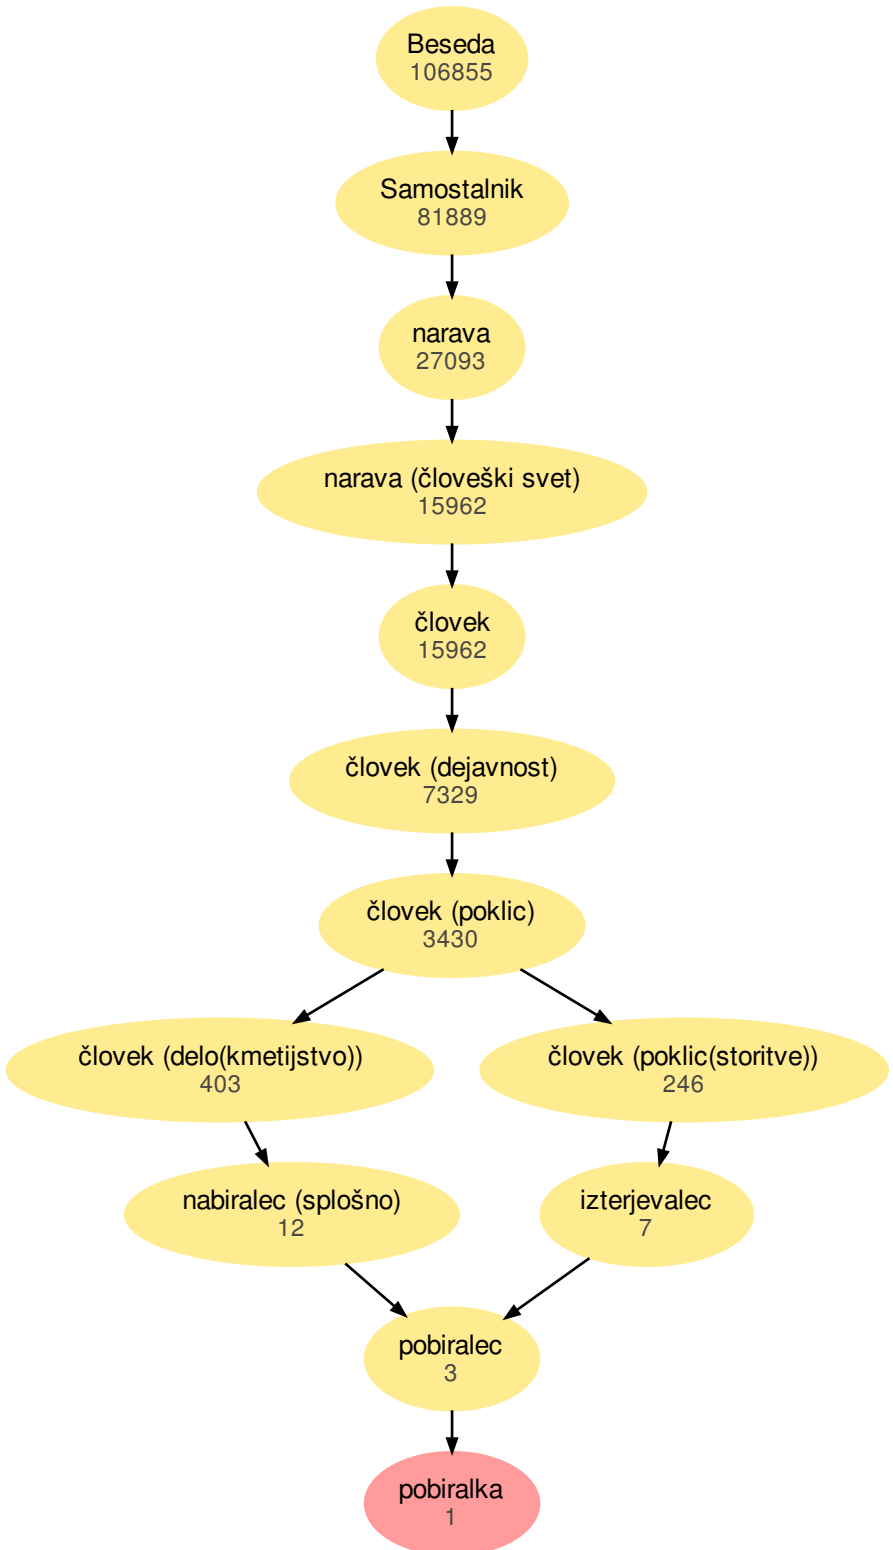 Beseda
106855
Samostalnik
81889
narava
27093
narava (človeški svet)
15962
človek
15962
človek (dejavnost)
7329
človek (poklic)
3430
človek (delo(kmetijstvo))
403
človek (poklic(storitve))
246
nabiralec (splošno)
12
izterjevalec
7
pobiralec
3
pobiralka
1